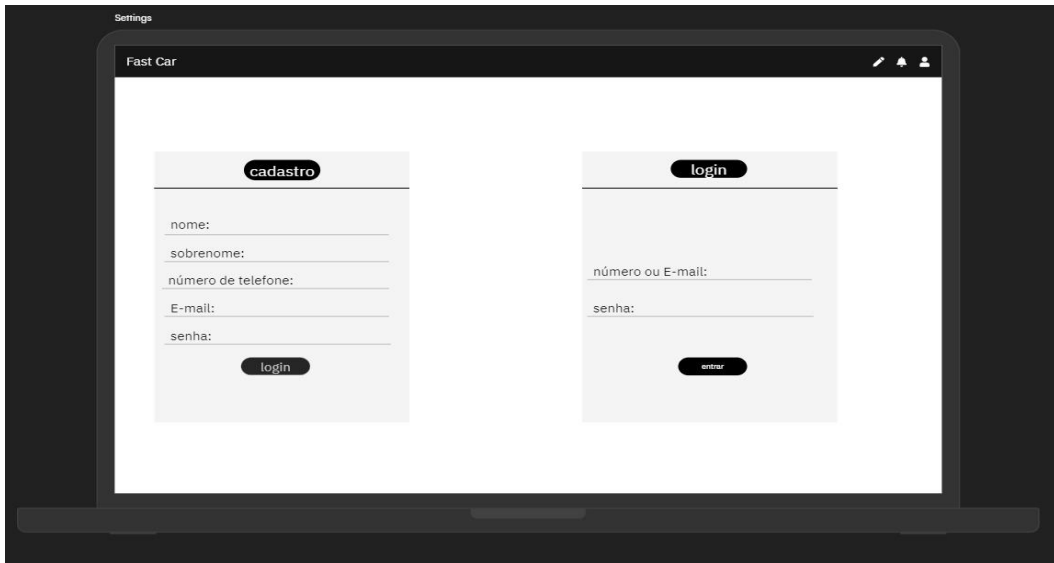 Settings
Fast Car
cadastro
nome:
sobrenome:
número de telefone:
E-mail:
senha:
login
login
número ou E-mail:
senha:
entrar